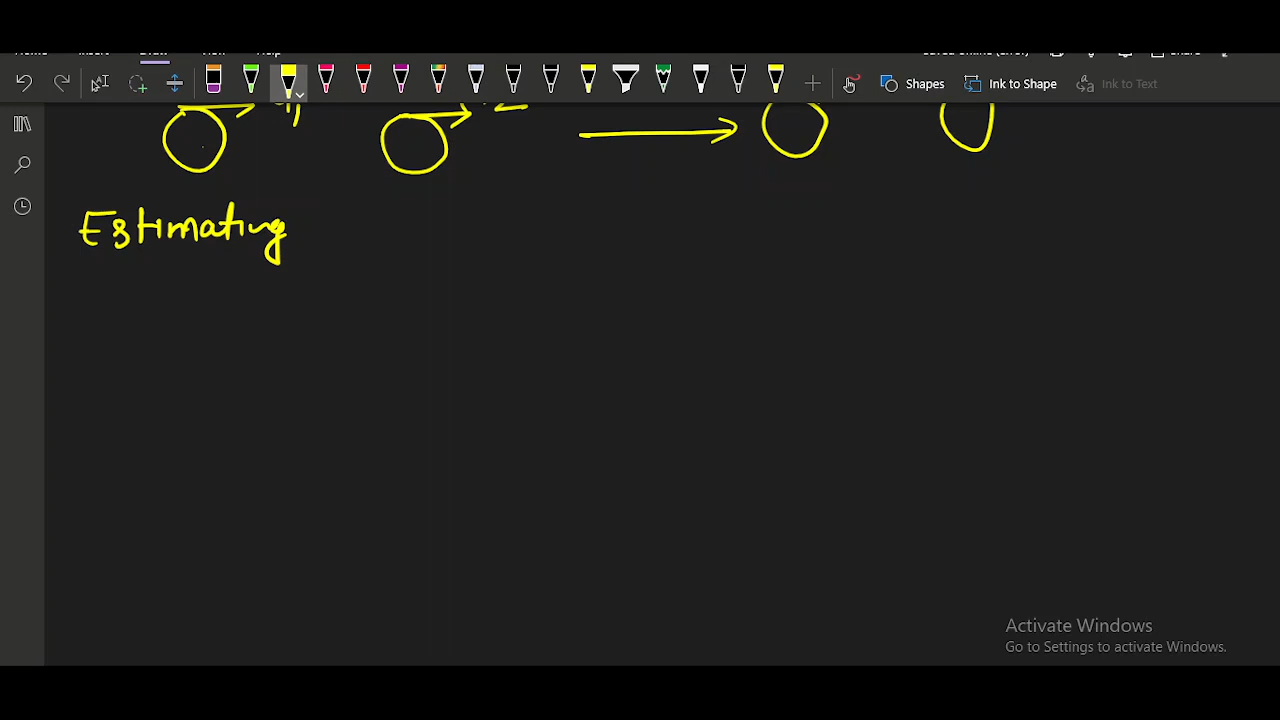 Shapes Ink to Shape Ink to Text
Estimating
Activate Windows
Go to Settings to activate Windows.